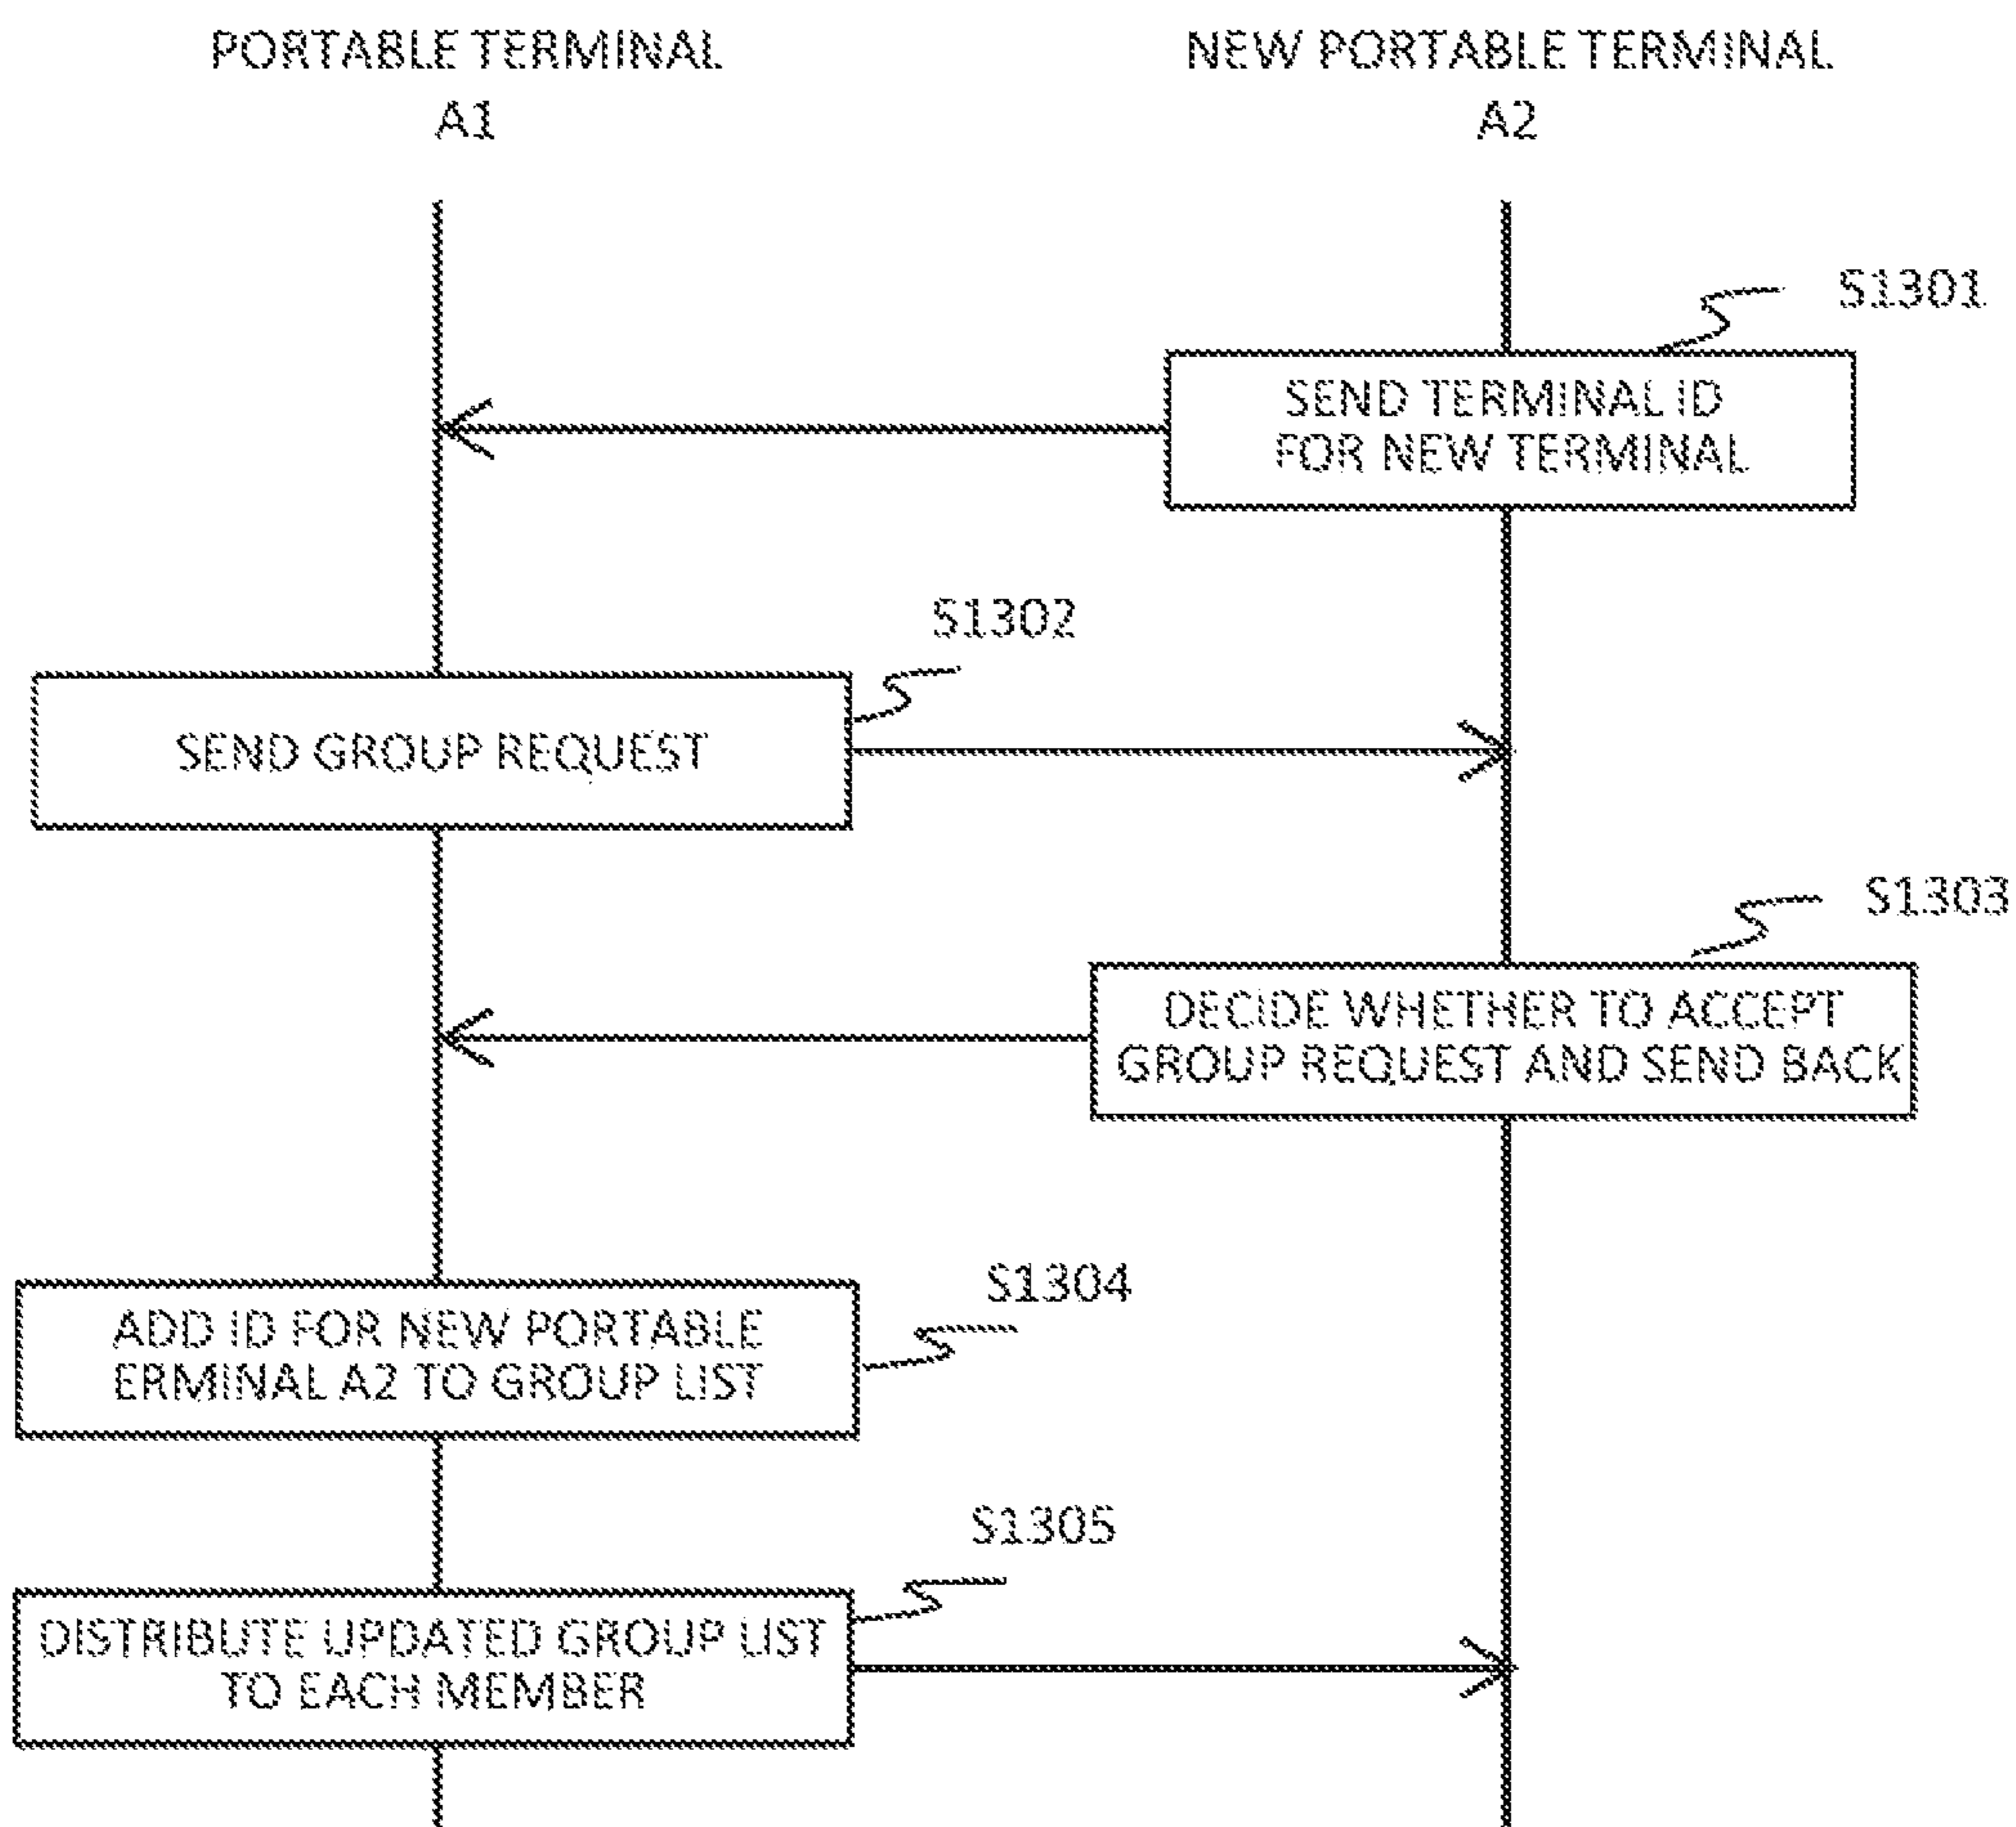 PORTABLE TERMINAL
A1
NEW PORTABLE TERMINAL
A2
S1301
SEND TERMINAL ID
FOR NEW TERMINAL
S1302
SEND GROUP REQUEST
S1303
DECIDE WHETHER TO ACCEPT
GROUP REQUEST AND SEND BACK
S1304
ADD ID FOR NEW PORTABLE
ERMINAL A2 TO GROUP LIST
S1305
DISTRIBUTE UPDATED GROUP LIST
TO EACH MEMBER